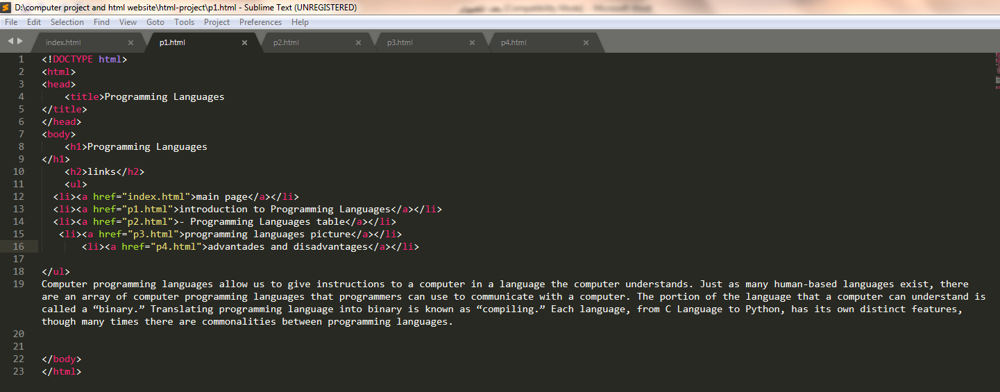 D:\computer project and html website\html-project\p1.html - Sublime Text (UNREGISTERED)
File Edit Selection Find View Goto Tools Project Preferences Help
index.html p1.html p2.html p3.html p4.html
1 <!DOCTYPE html>
2 <html>
3 <head>
4 <title>Programming Languages
5 </title>
6 </head>
7 <body>
8 <h1>Programming Languages
9 </h1>
10 <h2>links</h2>
11 <ul>
12 <li><a href="index.html">main page</a></li>
13 <li><a href="p1.html">introduction to Programming Languages</a></li>
14 <li><a href="p2.html">- Programming Languages table</a></li>
15 <li><a href="p3.html">programming languages picture</a></li>
16 <li><a href="p4.html">advantades and disadvantages</a></li>
17
18 </ul>
19 Computer programming languages allow us to give instructions to a computer in a language the computer understands. Just as many human-based languages exist, there
are an array of computer programming languages that programmers can use to communicate with a computer. The portion of the language that a computer can understand is
called a “binary.” Translating programming language into binary is known as “compiling.” Each language, from C Language to Python, has its own distinct features,
though many times there are commonalities between programming languages.
20
21
22 </body>
23 </html>